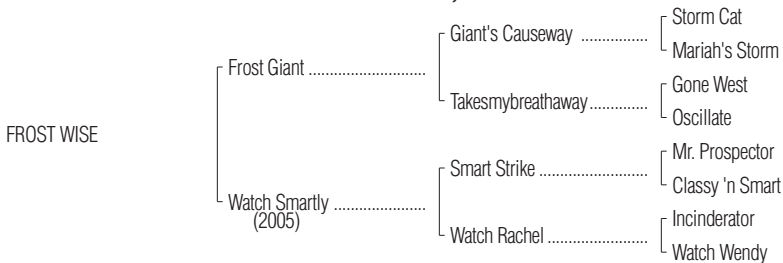 Storm Cat
Giant's Causeway ................
Mariah's Storm
Frost Giant ............................
Gone West
Takesmybreathaway..............
Oscillate
FROST WISE
Mr. Prospector
Smart Strike ..........................
Classy 'n Smart
Watch Smartly ......................
(2005)
Incinderator
Watch Rachel ........................
Watch Wendy